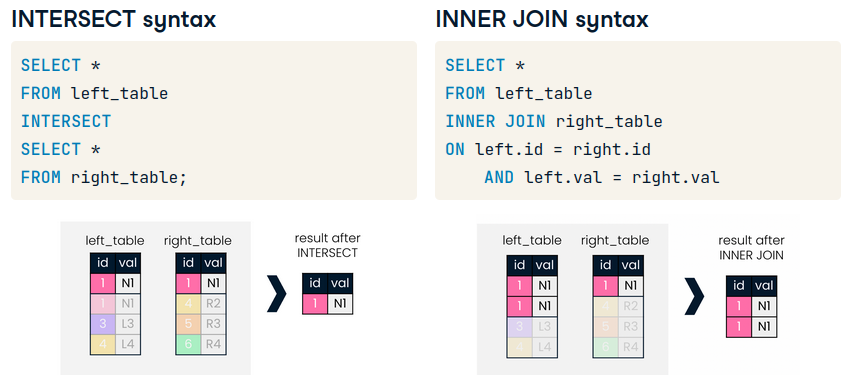 INTERSECT syntax
SELECT *
FROM left_table
INTERSECT
SELECT *
FROM right_table;
left_table right_table
id val id val
1 N1 1 N1
1 N1 4 R2
3 L3 5 R3
4 L4 6 R4
result after
INTERSECT
id val
1 N1
INNER JOIN syntax
SELECT *
FROM left_table
INNER JOIN right_table
ON left.id = right.id
AND left.val = right.val
left_table right_table
id val id val
1 N1 1 N1
1 N1 4 R2
3 L3 5 R3
4 L4 6 R4
result after
INNER JOIN
id val
1 N1
1 N1